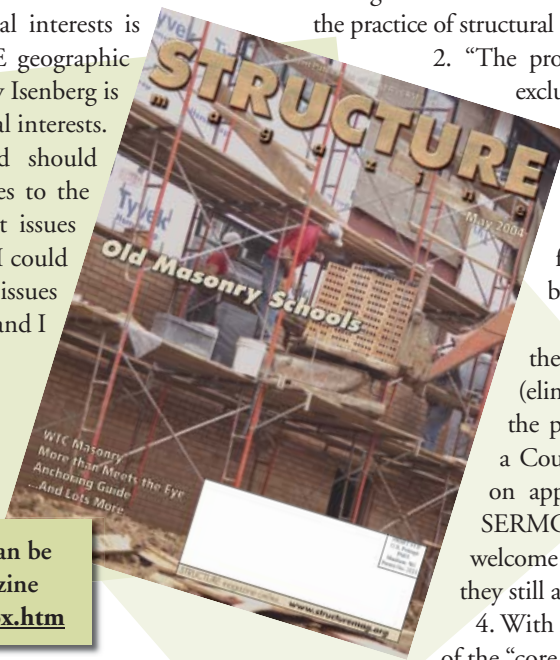 al interests is
E geographic
y Isenberg is
al interests.
d should
es to the
t issues
I could
issues
and I
an be
zine
x.htm
STRUCTURE
magazine
May 2004
Tyvek
Tyvek
Old Masonry Schools
WTC Masonry
More than Meets the Eye
Anchoring Guide
...And Lots More
www.structuremag.org
the practice of structural
2. “The pro
exclu
f
b
the
(elin
the p
a Cou
on app
SERMC
welcome
they still a
4. With
of the “core